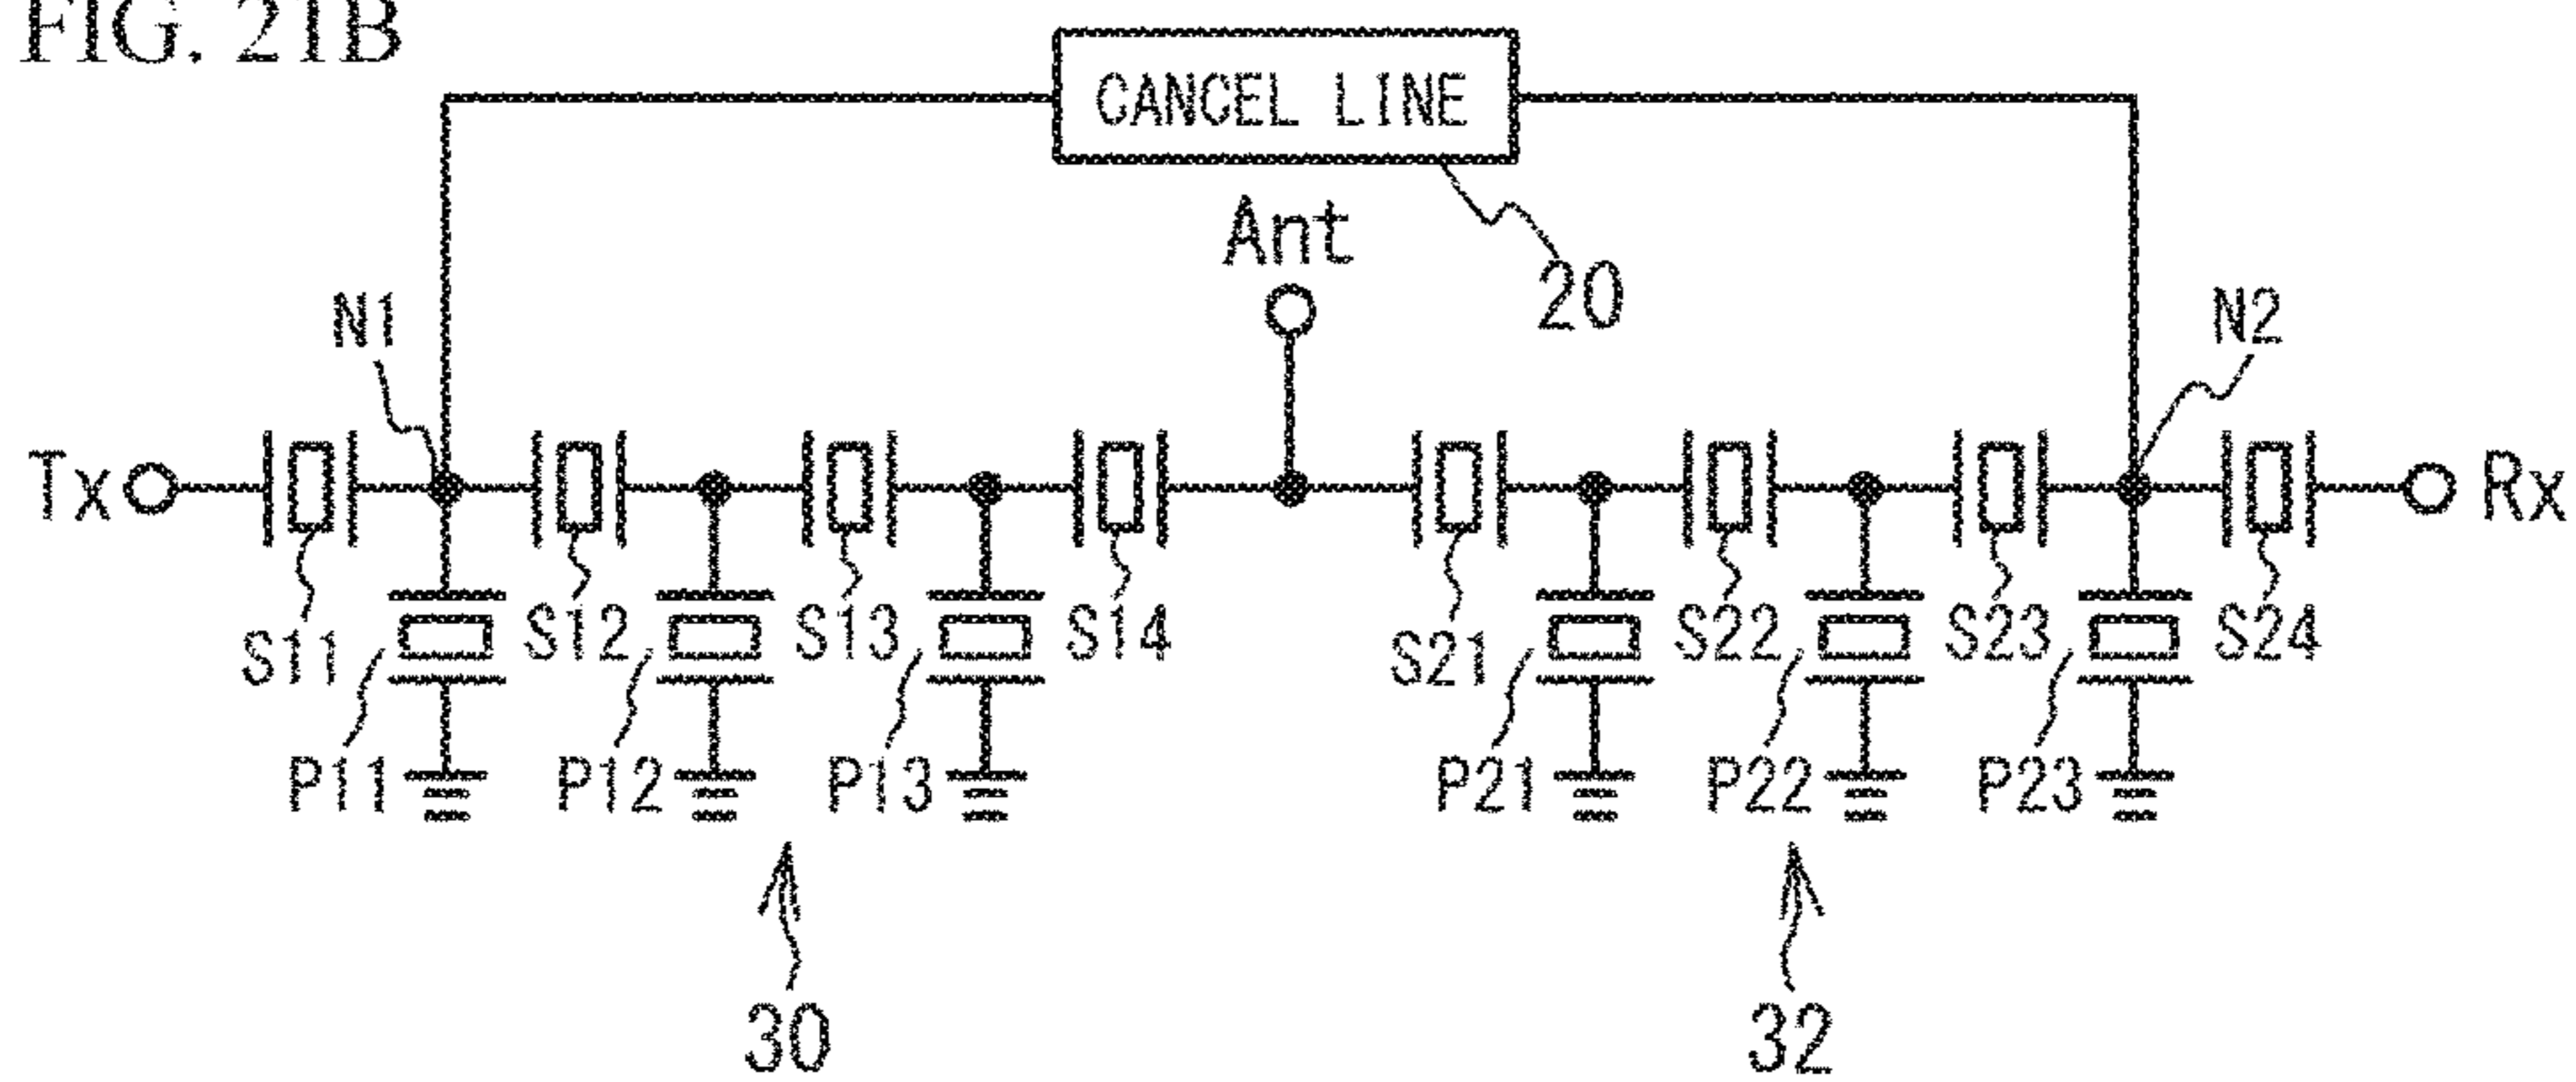 FIG. 21B
CANCEL LINE
Ant
20
N1
N2
Tx
Rx
S11
S12
S13
S14
S21
S22
S23
S24
P11
P12
P13
P21
P22
P23
30
32